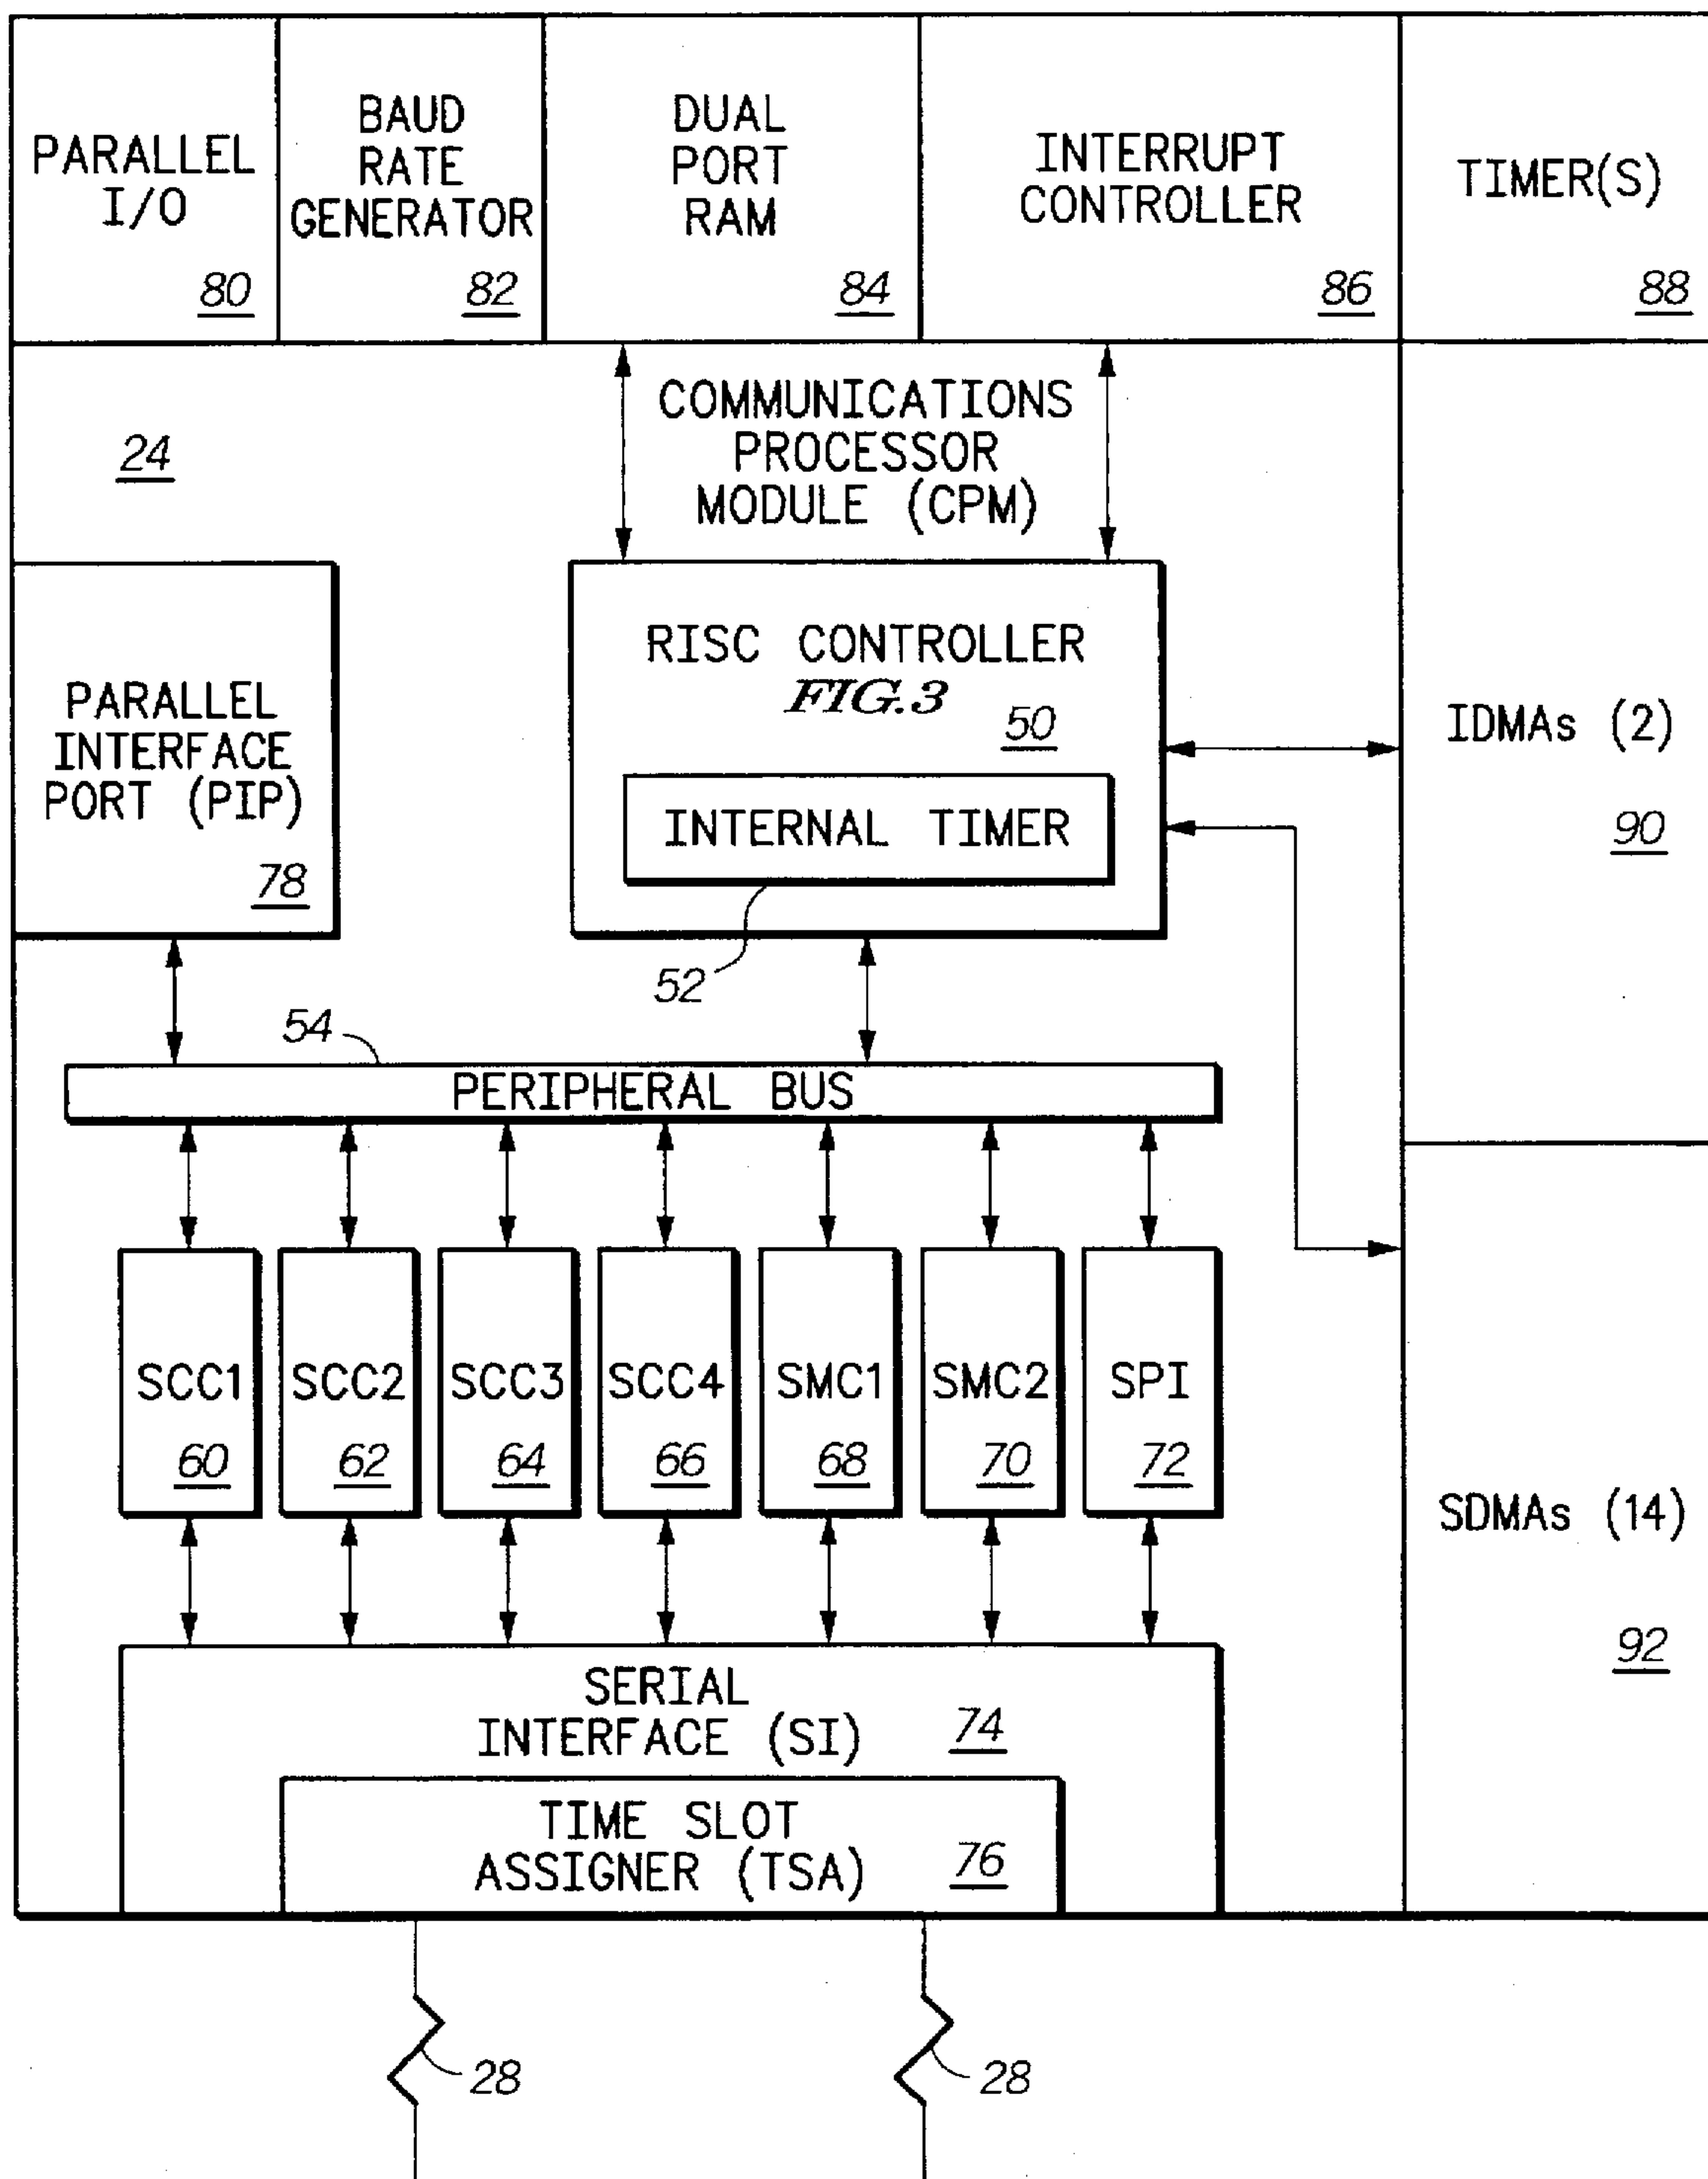 PARALLEL
I/O
80
BAUD
RATE
GENERATOR
82
DUAL
PORT
RAM
84
INTERRUPT
CONTROLLER
86
TIMER(S)
88
24
COMMUNICATIONS
PROCESSOR
MODULE (CPM)
PARALLEL
INTERFACE
PORT (PIP)
78
RISC CONTROLLER
FIG.3
50
INTERNAL TIMER
52
IDMAs (2)
90
54
PERIPHERAL BUS
SCC1
60
SCC2
62
SCC3
64
SCC4
66
SMC1
68
SMC2
70
SPI
72
SDMAs (14)
92
SERIAL
INTERFACE (SI)
74
TIME SLOT
ASSIGNER (TSA)
76
28
28